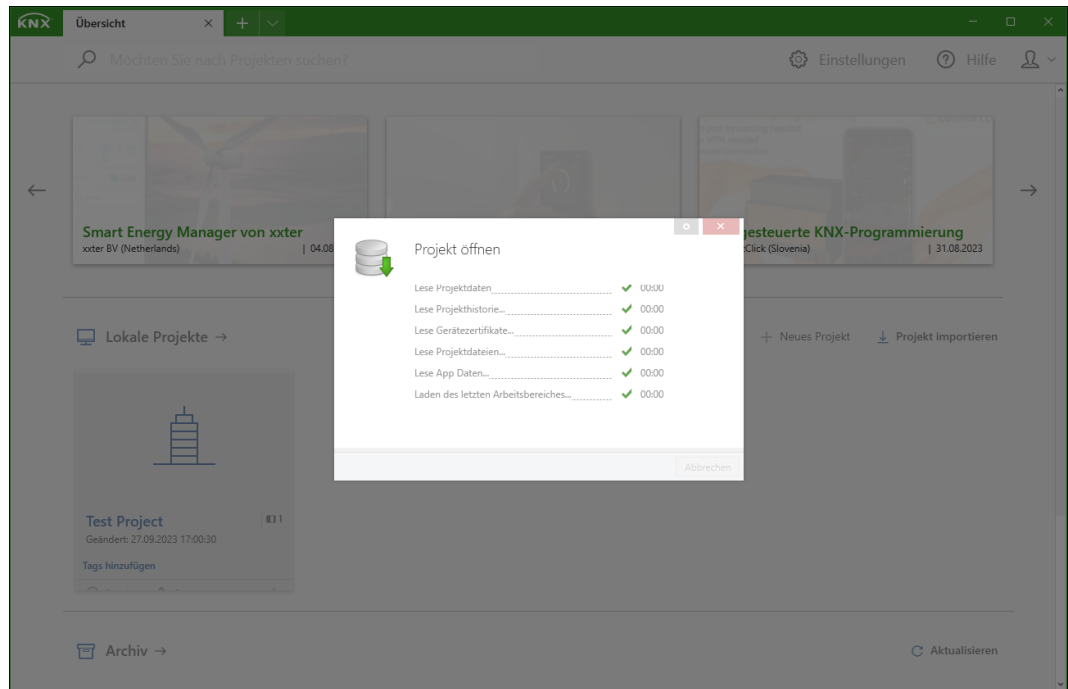 KNX Übersicht
Möchten Sie nach Projekten suchen?
Einstellungen
Hilfe
Smart Energy Manager von xxter
xxter BV (Netherlands) | 04.08
gesteuerte KNX-Programmierung
:Click (Slovenia) | 31.08.2023
Projekt öffnen
Lese Projektdaten 00:00
Lese Projekthistorie... 00:00
Lese Gerätezertifikate... 00:00
Lese Projektdateien... 00:00
Lese App Daten... 00:00
Laden des letzten Arbeitsbereiches... 00:00
Abbrechen
Lokale Projekte
Neues Projekt
Projekt importieren
Test Project 1
Geändert: 27.09.2023 17:00:30
Tags hinzufügen
Archiv
Aktualisieren